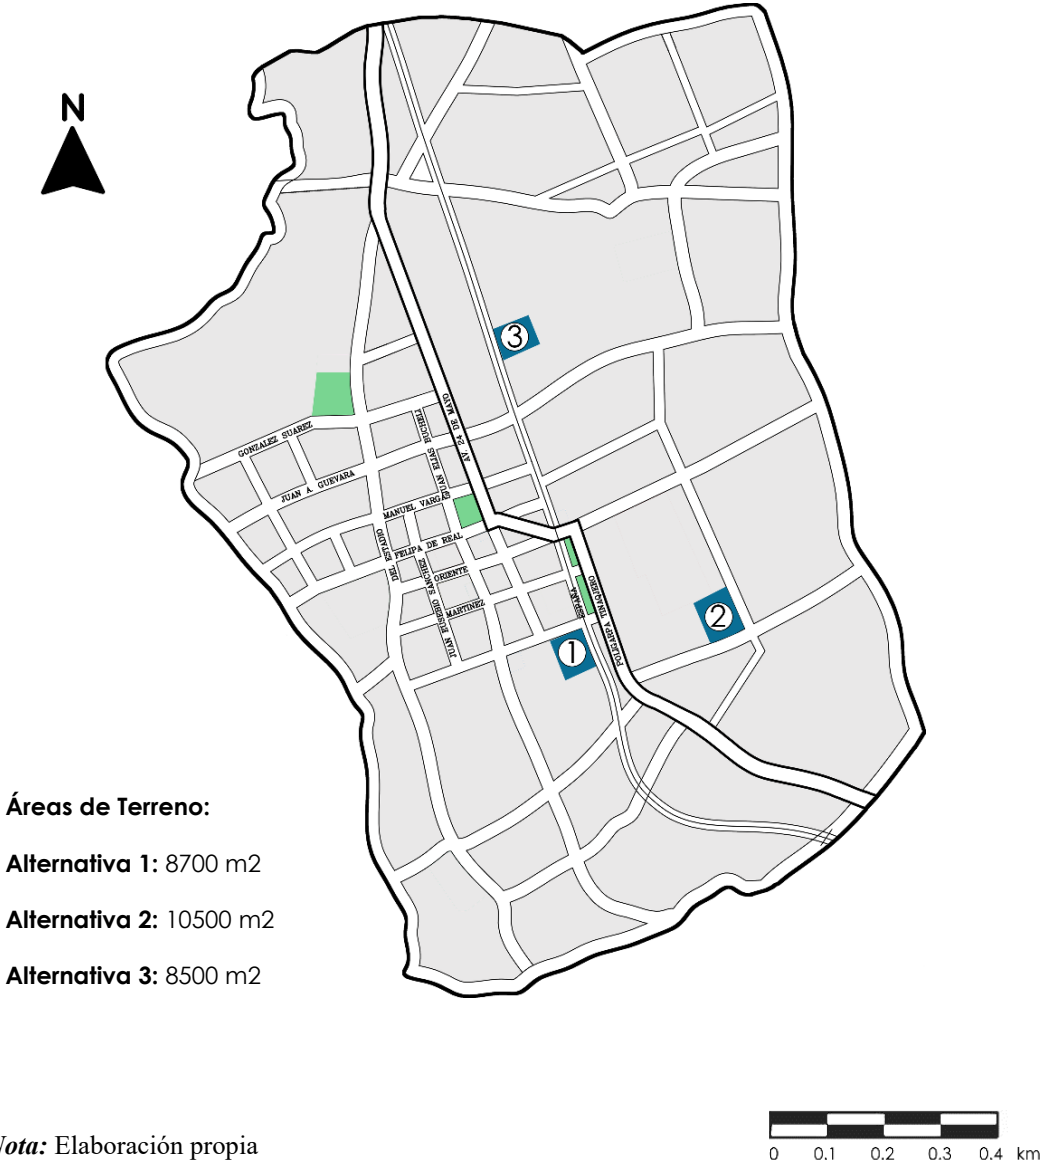 N
3
AV. 24 DE MAYO
JUAN ELIAS BUCHELI
GONZALEZ SUAREZ
JUAN A. GUEVARA
MANUEL VARGAS
DEL ESTADIO
FELIPA DE REAL
ORIENTE
MARTINEZ
JUAN EUSEBIO SANCHEZ
ESPAÑA
POLICARPA TINAJERO
2
1
Áreas de Terreno:
Alternativa 1: 8700 m2
Alternativa 2: 10500 m2
Alternativa 3: 8500 m2
ota: Elaboración propia
0 0.1 0.2 0.3 0.4 km